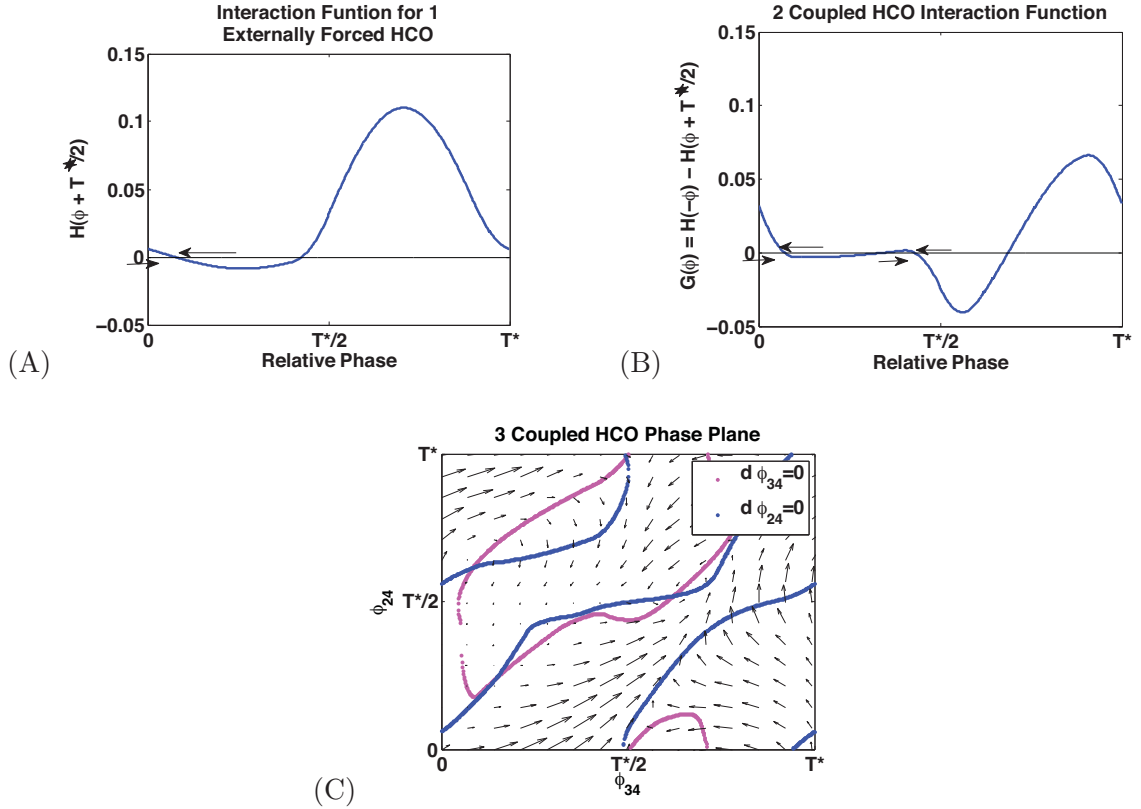 Interaction Funtion for 1
Externally Forced HCO
0.15
0.1
0.05
0
−0.05
H(ϕ + T*/2)
0
T*/2
T*
Relative Phase
(A)
2 Coupled HCO Interaction Function
0.15
0.1
0.05
0
−0.05
G(ϕ) = H(-ϕ) − H(ϕ + T*/2)
0
T*/2
T*
Relative Phase
(B)
3 Coupled HCO Phase Plane
T*
T*/2
0
ϕ24
d ϕ34=0
d ϕ24=0
0
T*/2
T*
ϕ34
(C)